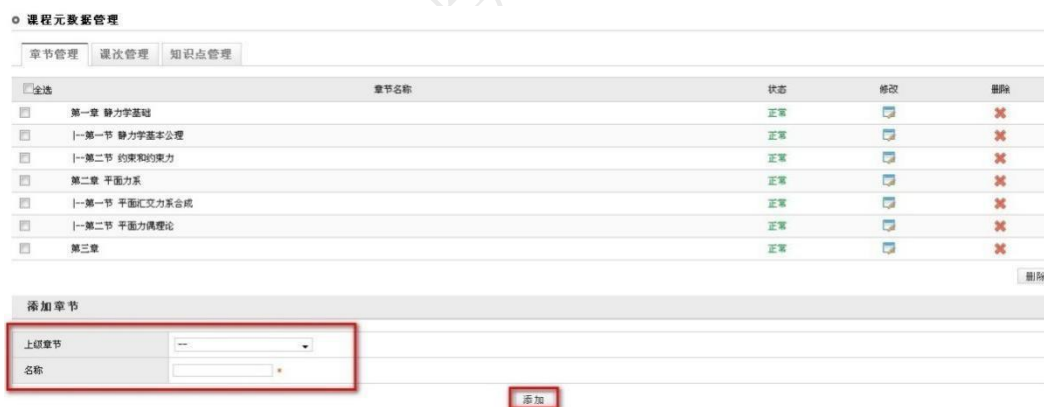 课程元数据管理
章节管理 课次管理 知识点管理
全选 章节名称 状态 修改 删除
第一章 静力学基础 正常
|--第一节 静力学基本公理 正常
|--第二节 约束和约束力 正常
第二章 平面力系 正常
|--第一节 平面汇交力系合成 正常
|--第二节 平面力偶理论 正常
第三章 正常
删除
添加章节
上级章节 --
名称 *
添加